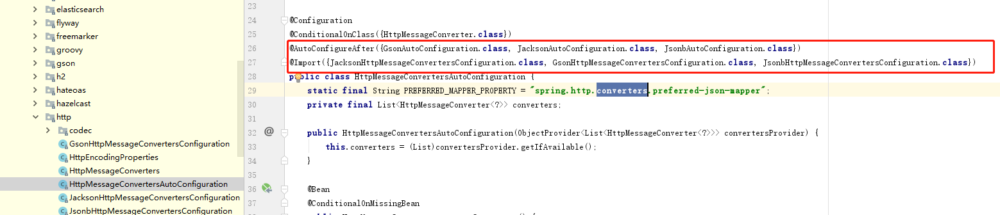 elasticsearch
flyway
freemarker
groovy
gson
h2
hateoas
hazelcast
http
codec
GsonHttpMessageConvertersConfiguration
HttpEncodingProperties
HttpMessageConverters
HttpMessageConvertersAutoConfiguration
JacksonHttpMessageConvertersConfiguration
JsonbHttpMessageConvertersConfiguration
23
24 @Configuration
25 @ConditionalOnClass({HttpMessageConverter.class})
26 @AutoConfigureAfter({GsonAutoConfiguration.class, JacksonAutoConfiguration.class, JsonbAutoConfiguration.class})
27 @Import({JacksonHttpMessageConvertersConfiguration.class, GsonHttpMessageConvertersConfiguration.class, JsonbHttpMessageConvertersConfiguration.class})
28 public class HttpMessageConvertersAutoConfiguration {
29 static final String PREFERRED_MAPPER_PROPERTY = "spring.http.converters.preferred-json-mapper";
30 private final List<HttpMessageConverter<?>> converters;
31
32 @ public HttpMessageConvertersAutoConfiguration(ObjectProvider<List<HttpMessageConverter<?>>> convertersProvider) {
33 this.converters = (List)convertersProvider.getIfAvailable();
34 }
35
36 @Bean
37 @ConditionalOnMissingBean